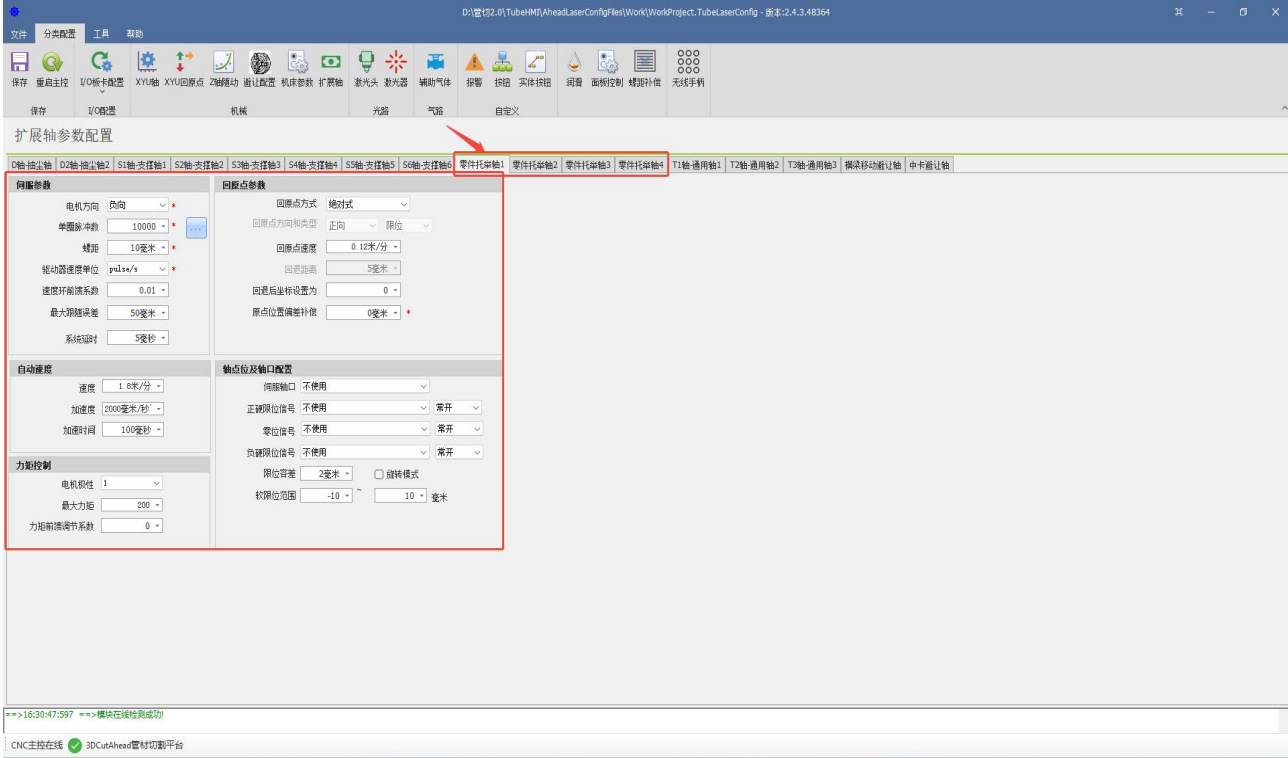 D:\管切2.0\TubeHMI\AheadLaserConfigFiles\Work\WorkProject.TubeLaserConfig - 版本:2.4.3.48364
文件 分类配置 工具 帮助
保存 重启主控 I/O板卡配置 XYU轴 XYU回原点 Z轴随动 避让配置 机床参数 扩展轴 激光头 激光器 辅助气体 报警 按钮 实体按钮 润滑 面板控制 螺距补偿 无线手柄
保存 I/O配置 机械 光路 气路 自定义
扩展轴参数配置
D轴-抽尘轴 D2轴-抽尘轴2 S1轴-支撑轴1 S2轴-支撑轴2 S3轴-支撑轴3 S4轴-支撑轴4 S5轴-支撑轴5 S6轴-支撑轴6 零件托举轴1 零件托举轴2 零件托举轴3 零件托举轴4 T1轴-通用轴1 T2轴-通用轴2 T3轴-通用轴3 横梁移动避让轴 中卡避让轴
伺服参数
电机方向 负向 *
单圈脉冲数 10000 * ...
螺距 10毫米 *
驱动器速度单位 pulse/s *
速度环前馈系数 0.01
最大跟随误差 50毫米
系统延时 5毫秒
回原点参数
回原点方式 绝对式
回原点方向和类型 正向 限位
回原点速度 0.12米/分
回退距离 5毫米
回退后坐标设置为 0
原点位置偏差补偿 0毫米 *
自动速度
速度 1.8米/分
加速度 2000毫米/秒
加速时间 100毫秒
力矩控制
电机极性 1
最大力矩 200
力矩前馈调节系数 0
轴点位及轴口配置
伺服轴口 不使用
正硬限位信号 不使用 常开
零位信号 不使用 常开
负硬限位信号 不使用 常开
限位容差 2毫米 旋转模式
软限位范围 -10 ~ 10 毫米
==>16:30:47:597 ==>模块在线检测成功!
CNC主控在线 3DCutAhead管材切割平台